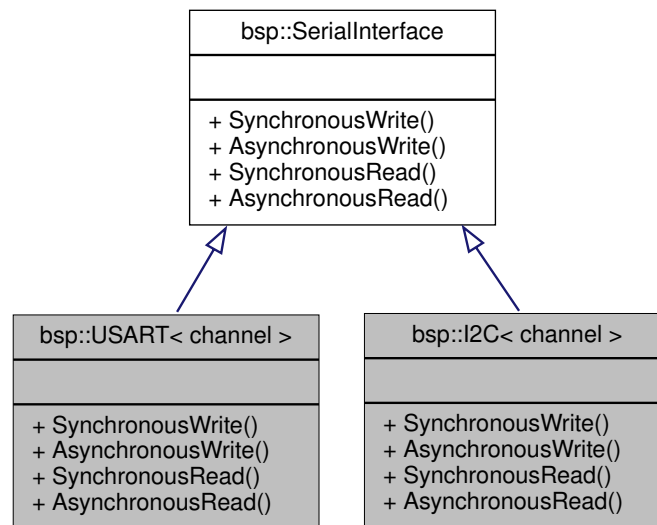 bsp::SerialInterface
+ SynchronousWrite()
+ AsynchronousWrite()
+ SynchronousRead()
+ AsynchronousRead()
bsp::USART< channel >
+ SynchronousWrite()
+ AsynchronousWrite()
+ SynchronousRead()
+ AsynchronousRead()
bsp::I2C< channel >
+ SynchronousWrite()
+ AsynchronousWrite()
+ SynchronousRead()
+ AsynchronousRead()